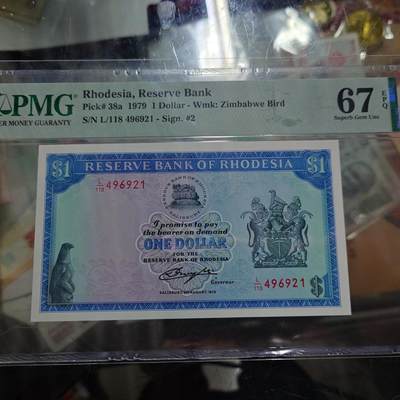 PMG
ER MONEY GUARANTY
Rhodesia, Reserve Bank
Pick# 38a 1979 1 Dollar - Wmk: Zimbabwe Bird
S/N L/118 496921 - Sign. #2
67 EPQ
Superb Gem Unc
$1 RESERVE BANK OF RHODESIA $1
L/118 496921
SALISBURY
I promise to pay
the bearer on demand
ONE DOLLAR
FOR THE
RESERVE BANK OF RHODESIA
L/118 496921
Governor
$